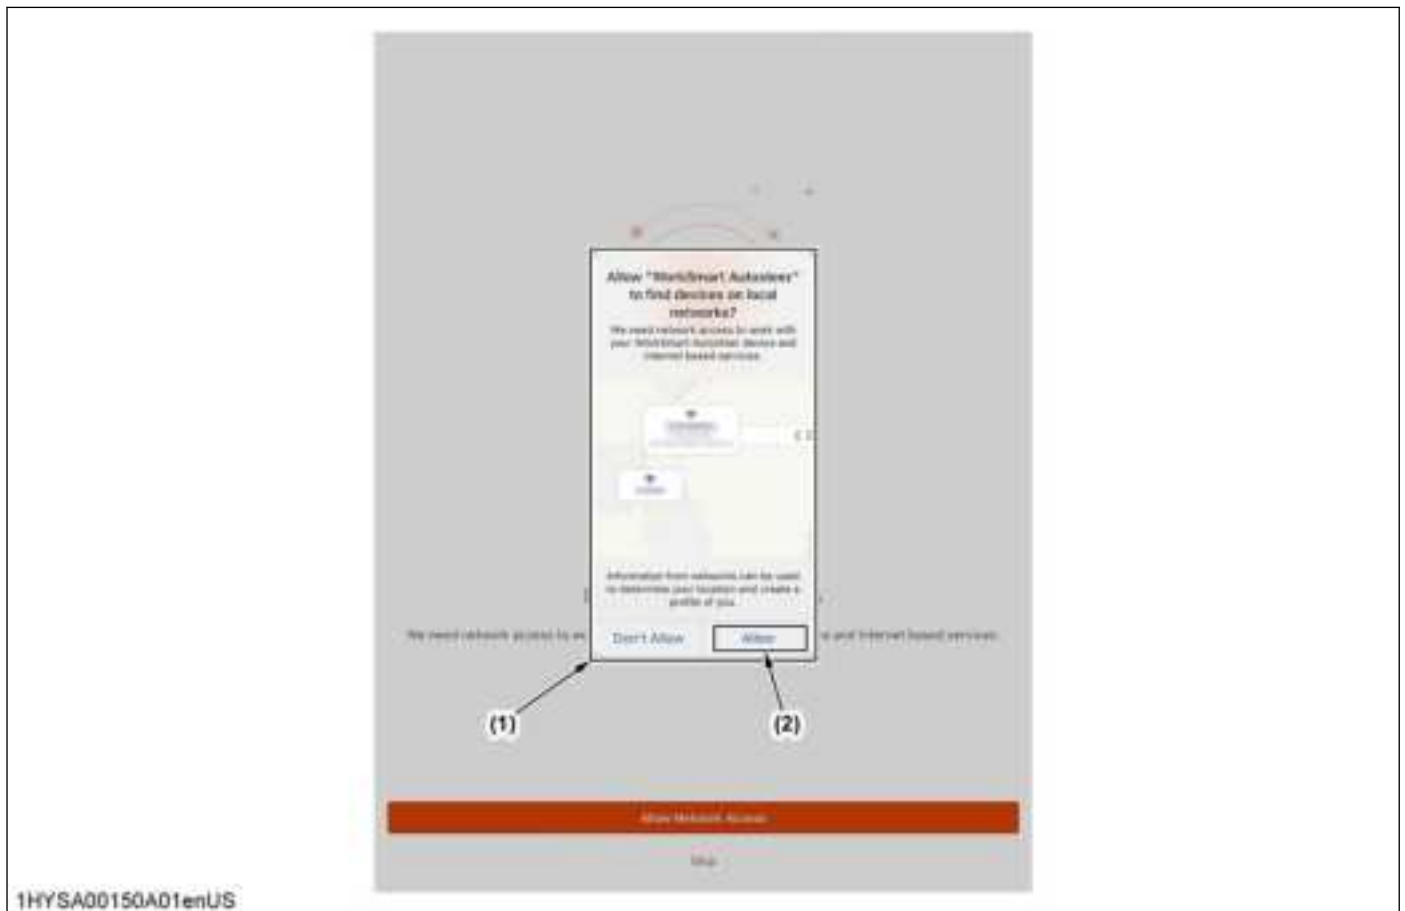 Allow "WorkSmart Autosteer"
to find devices on local
networks?
We need network access to work with
your WorkSmart Autosteer device and
internet based services.
Information from networks can be used
to determine your location and create a
profile of you.
We need network access to wo
e and internet based services.
Don't Allow
Allow
(1)
(2)
Allow Network Access
Skip
1HYSA00150A01enUS